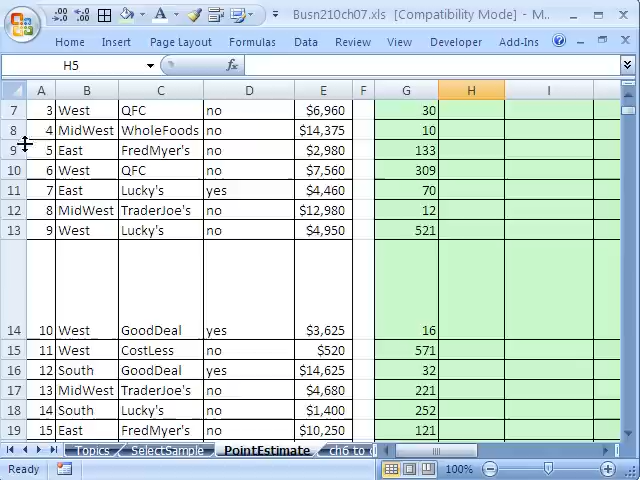 Busn210ch07.xls [Compatibility Mode] - M...
Home Insert Page Layout Formulas Data Review View Developer Add-Ins
H5 fx
A B C D E F G H I
7 3 West QFC no $6,960 30
8 4 MidWest WholeFoods no $14,375 10
9 5 East FredMyer's no $2,980 133
10 6 West QFC no $7,560 309
11 7 East Lucky's yes $4,460 70
12 8 MidWest TraderJoe's no $12,980 12
13 9 West Lucky's no $4,950 521
14 10 West GoodDeal yes $3,625 16
15 11 West CostLess no $520 571
16 12 South GoodDeal yes $14,625 32
17 13 MidWest TraderJoe's no $4,680 221
18 14 South Lucky's no $1,400 252
19 15 East FredMyer's no $10,250 121
Topics SelectSample PointEstimate ch6 to c
Ready 100%